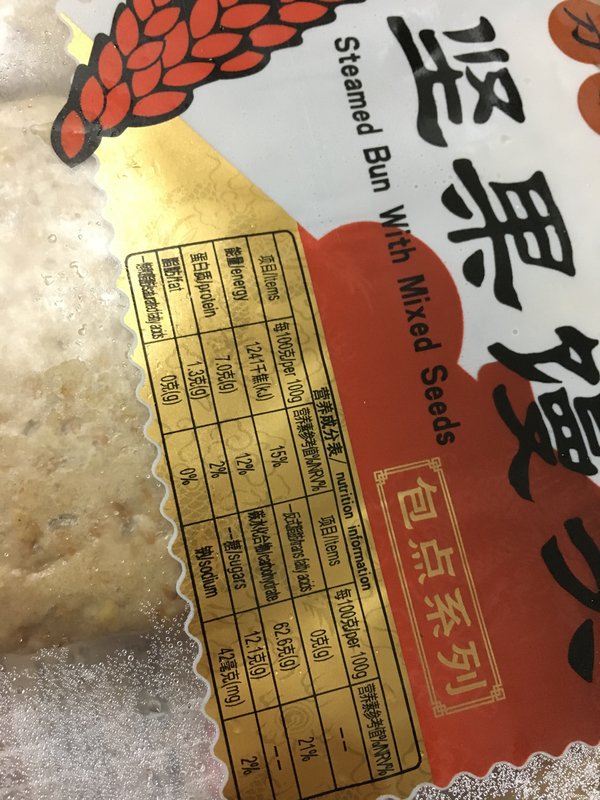 坚果馒头
Steamed Bun With Mixed Seeds
包点系列
营养成分表/ nutrition information
项目/Items 每100克/per 100g 营养素参考值%/NRV% 项目/Items 每100克/per 100g 营养素参考值%/NRV%
能量/energy 1241千焦(kJ) 15% —反式脂肪/trans fatty acids 0克(g) --
蛋白质/protein 7.0克(g) 12% 碳水化合物/carbohydrate 62.6克(g) 21%
脂肪/fat 1.3克(g) 2% —糖/sugars 12.1克(g) --
—饱和脂肪/saturated fatty acids 0克(g) 0% 钠/sodium 42毫克(mg) 2%